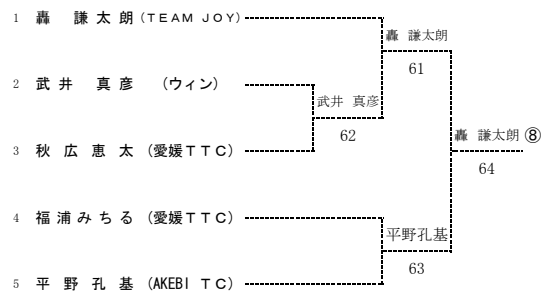 1 轟 謙太朗 (TEAM JOY)
轟 謙太朗
61
2 武井 真彦 (ウィン)
武井 真彦
62
轟 謙太朗 ⑧
64
3 秋広恵太 (愛媛TTC)
4 福浦みちる (愛媛TTC)
平野孔基
63
5 平野孔基 (AKEBI TC)